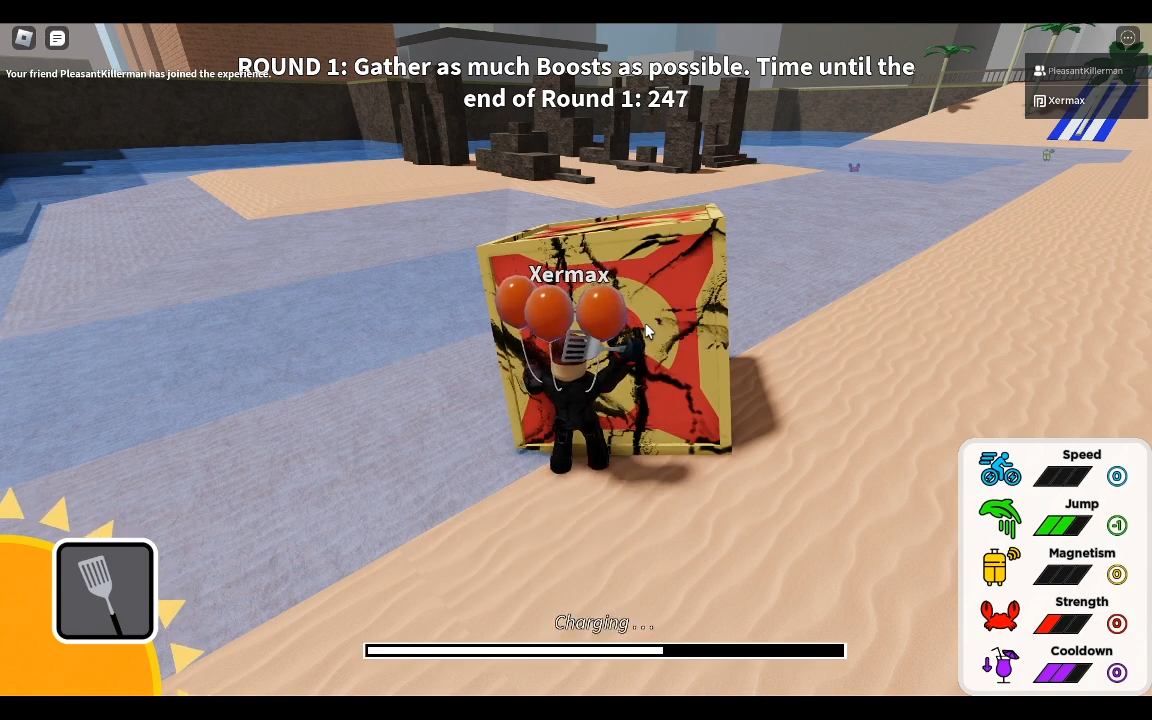 ROUND 1: Gather as much Boosts as possible. Time until the
end of Round 1: 247
Your friend PleasantKillerman has joined the experience.
PleasantKillerman
Xermax
Xermax
Speed
0
Jump
-1
Magnetism
0
Strength
0
Cooldown
0
Charging . . .